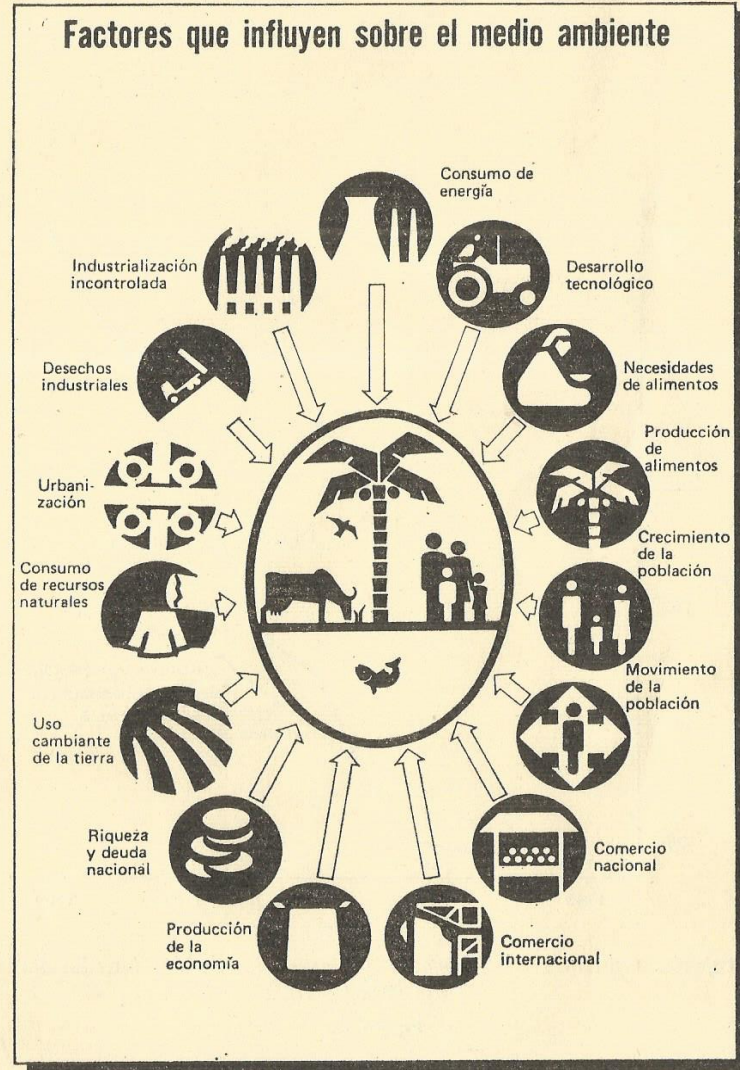 Factores que influyen sobre el medio ambiente
Consumo de
energía
Industrialización
incontrolada
Desarrollo
tecnológico
Desechos
industriales
Necesidades
de alimentos
Producción
de
alimentos
Urbani-
zación
Crecimiento
de la
población
Consumo
de recursos
naturales
Movimiento
de la
población
Uso
cambiante
de la tierra
Riqueza
y deuda
nacional
Comercio
nacional
Producción
de la
economía
Comercio
internacional